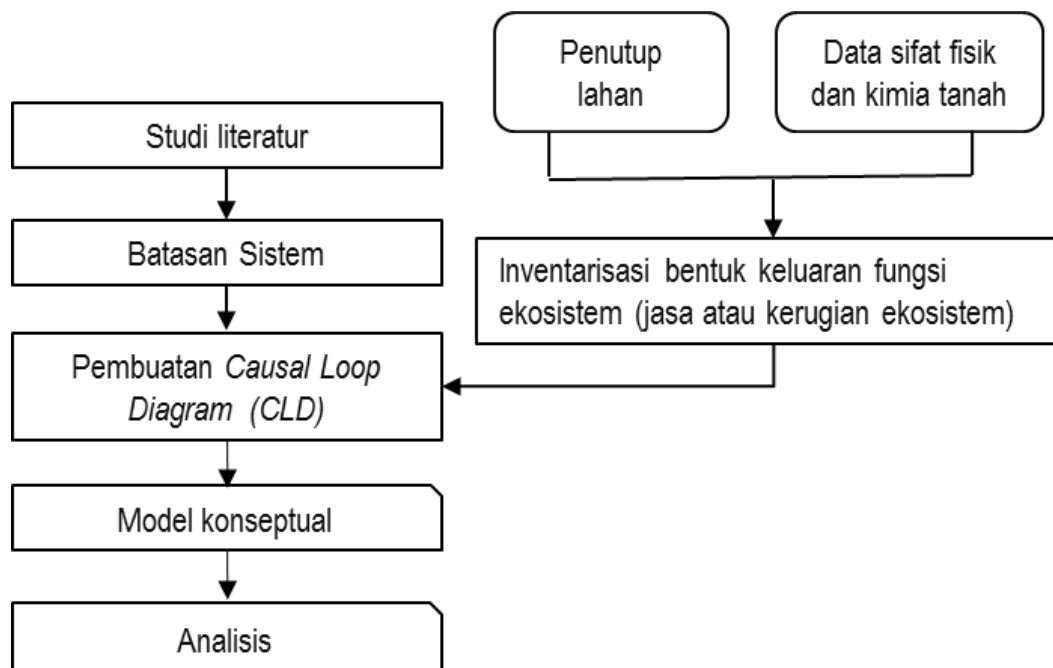 Penutup
lahan
Data sifat fisik
dan kimia tanah
Studi literatur
Batasan Sistem
Inventarisasi bentuk keluaran fungsi
ekosistem (jasa atau kerugian ekosistem)
Pembuatan Causal Loop
Diagram (CLD)
Model konseptual
Analisis